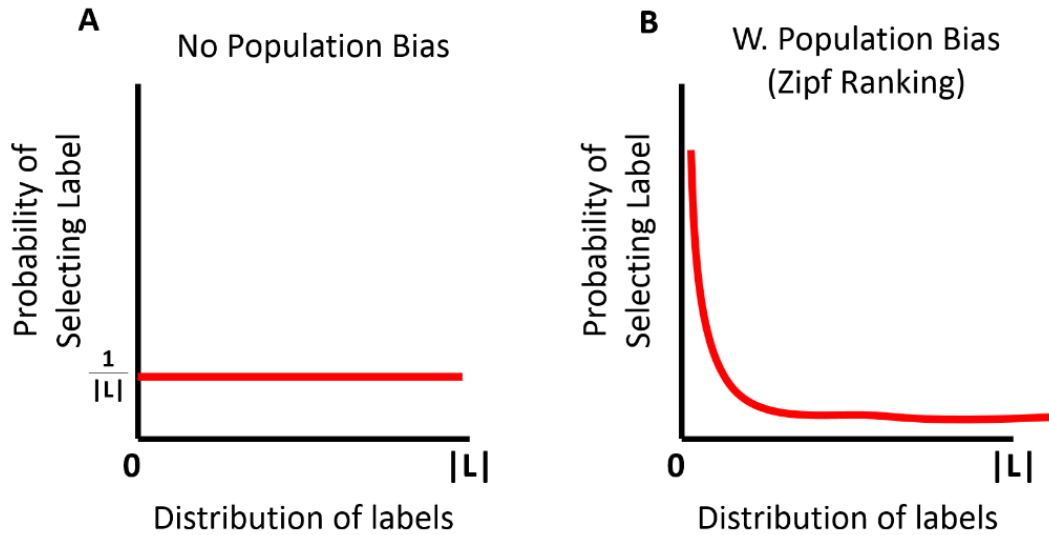 A
No Population Bias
Probability of
Selecting Label
1
|L|
0
|L|
Distribution of labels
B
W. Population Bias
(Zipf Ranking)
Probability of
Selecting Label
0
|L|
Distribution of labels